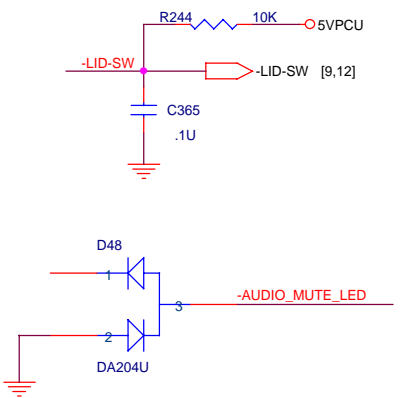 R244 10K 5VPCU
-LID-SW -LID-SW [9,12]
C365
.1U
D48
1
3 -AUDIO_MUTE_LED
2
DA204U